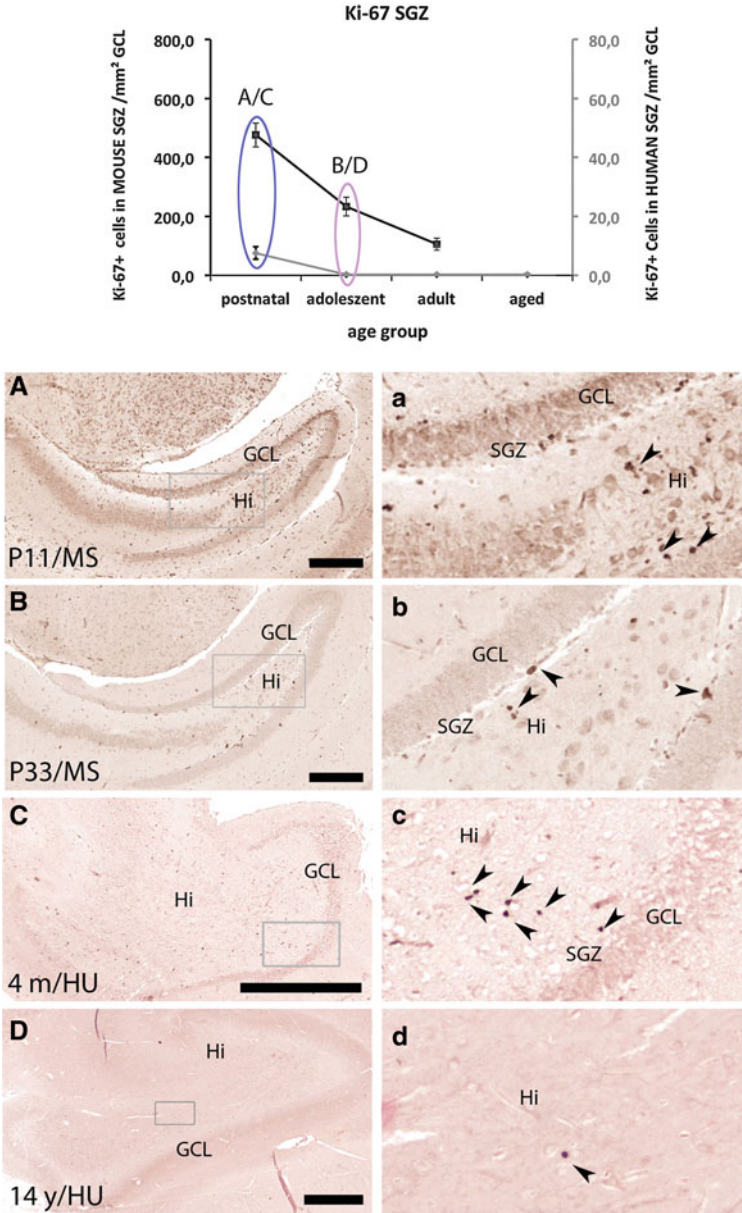 Ki-67 SGZ
Ki-67+ cells in MOUSE SGZ /mm² GCL
800,0
600,0
400,0
200,0
0,0
A/C
B/D
80,0
60,0
40,0
20,0
0,0
Ki-67+ Cells in HUMAN SGZ /mm² GCL
postnatal adoleszent adult aged
age group
A
GCL
Hi
P11/MS
a
GCL
SGZ
Hi
B
GCL
Hi
P33/MS
b
GCL
SGZ
Hi
C
GCL
Hi
4 m/HU
c
Hi
GCL
SGZ
D
Hi
GCL
14 y/HU
d
Hi